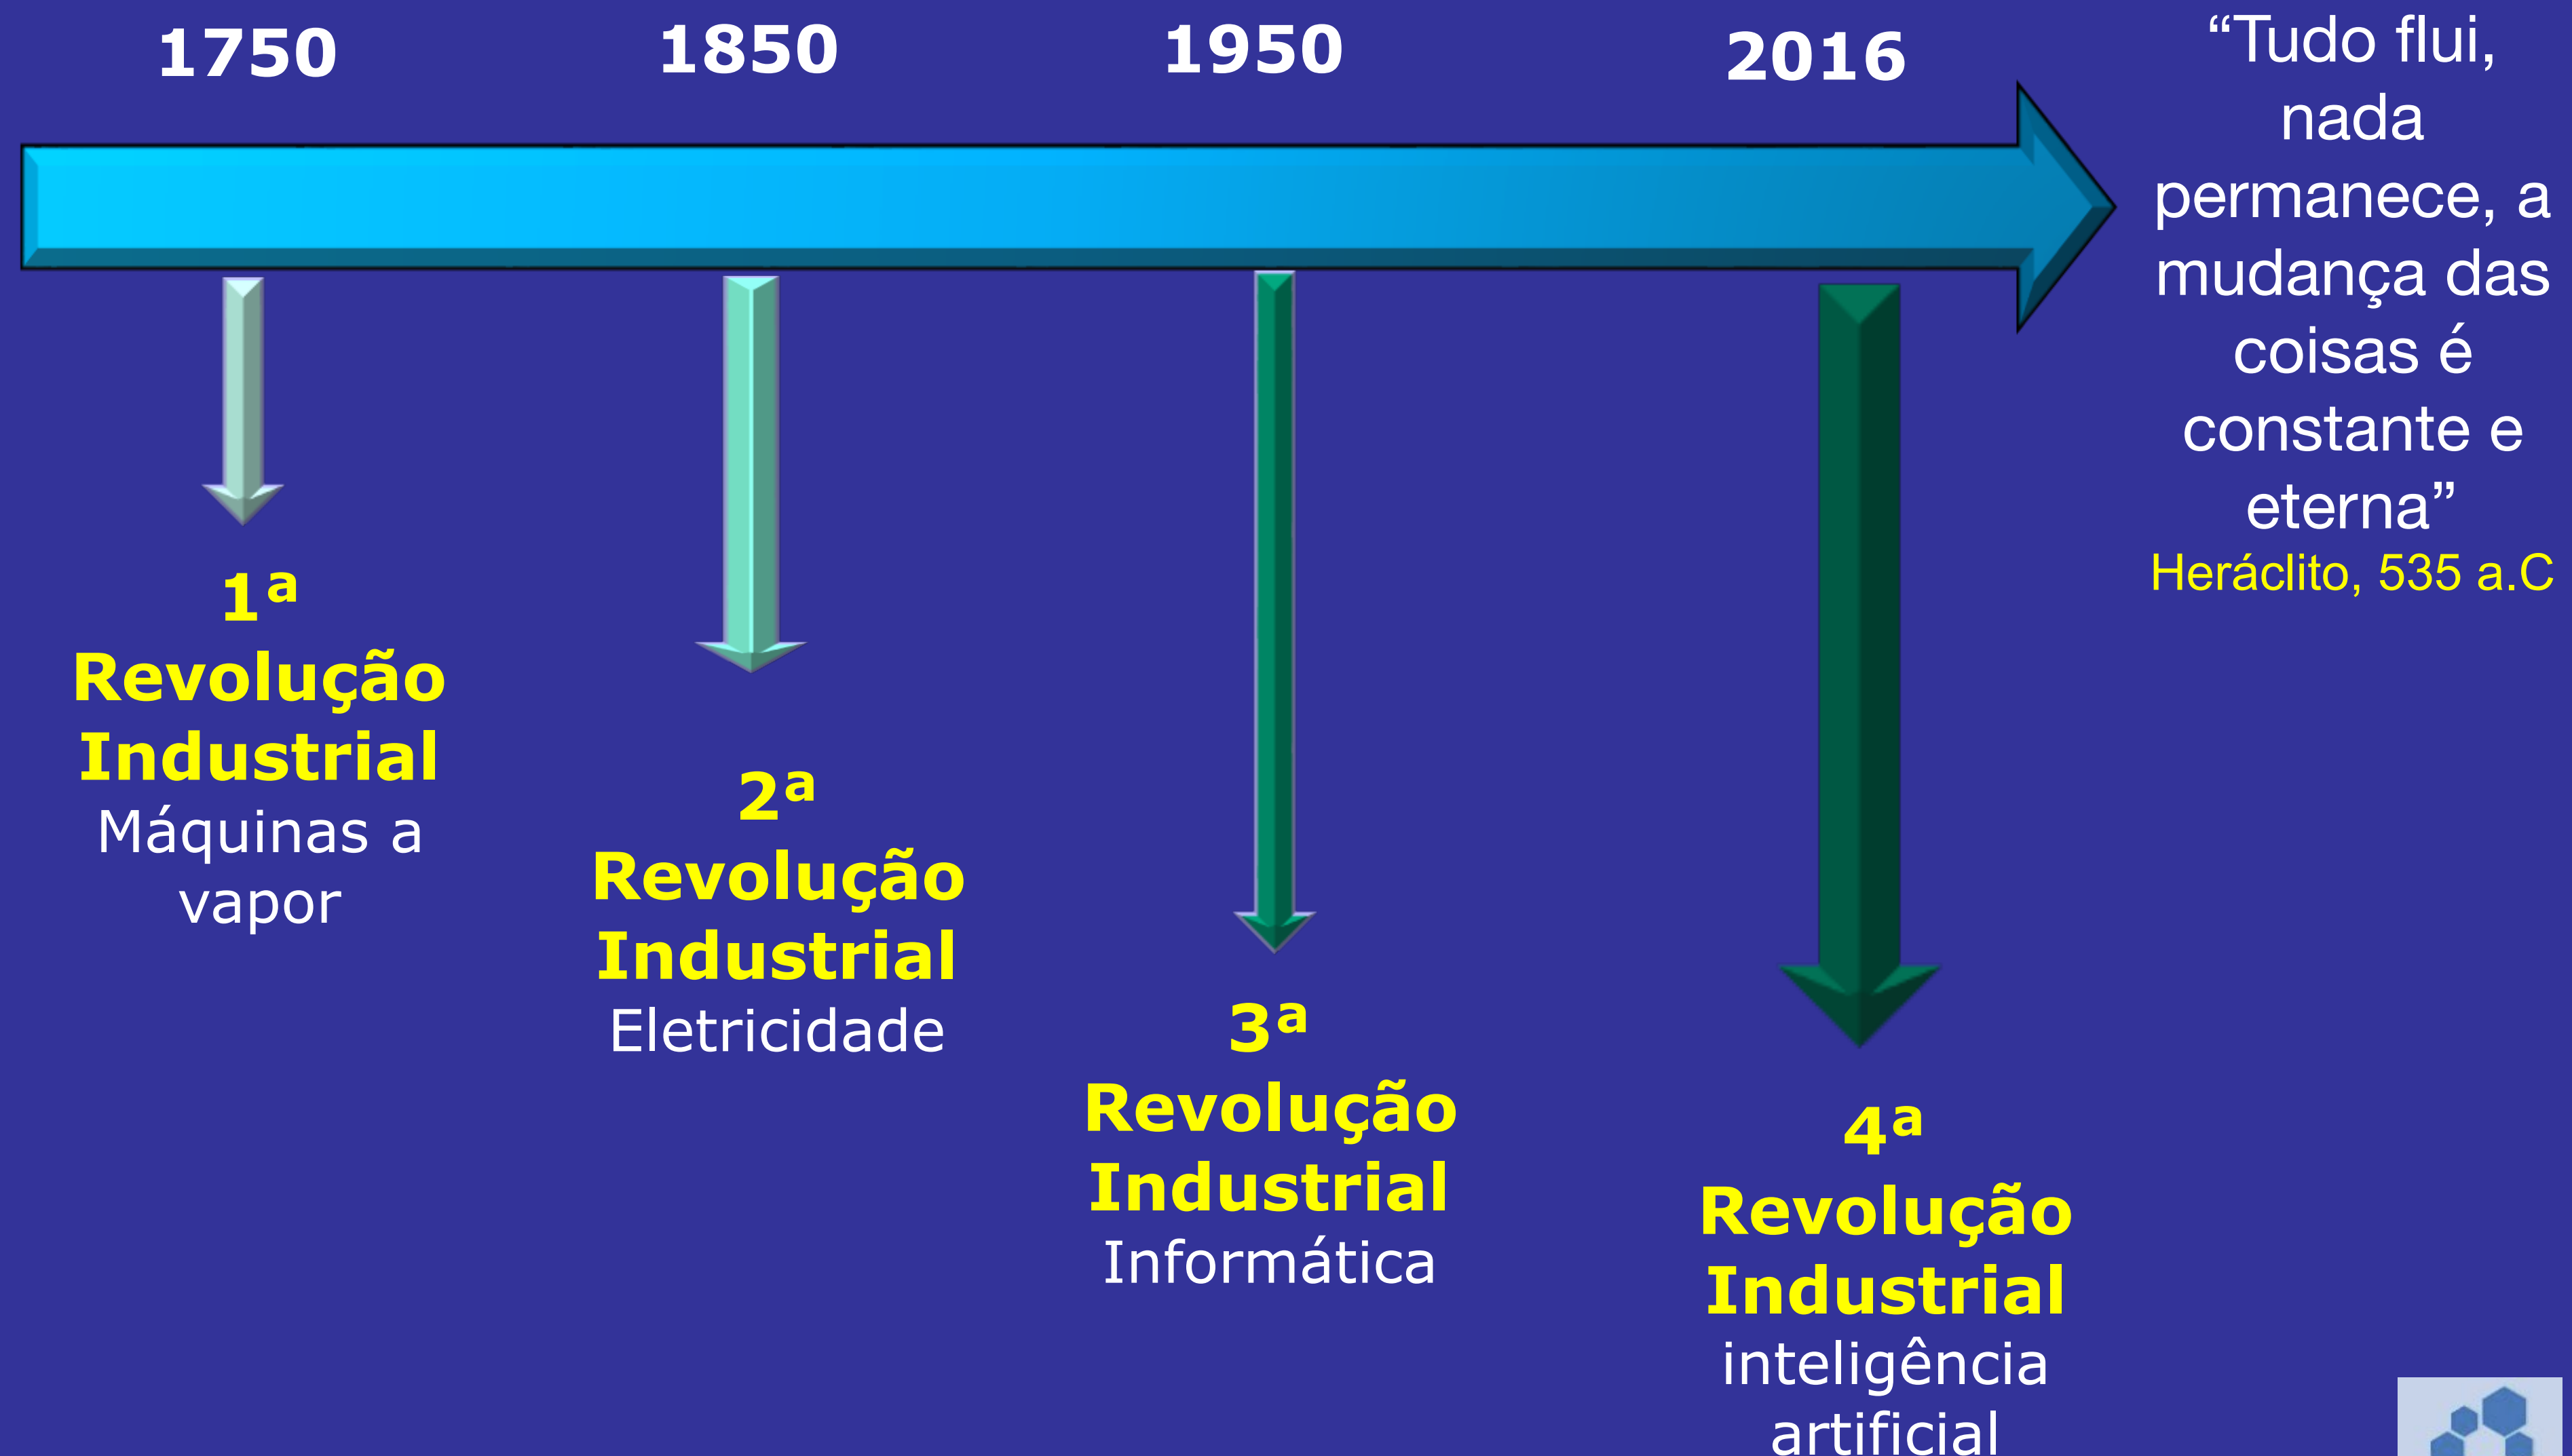 1750
1850
1950
2016
“Tudo flui,
nada
permanece, a
mudança das
coisas é
constante e
eterna”
Heráclito, 535 a.C
1ª
Revolução
Industrial
Máquinas a
vapor
2ª
Revolução
Industrial
Eletricidade
3ª
Revolução
Industrial
Informática
4ª
Revolução
Industrial
inteligência
artificial